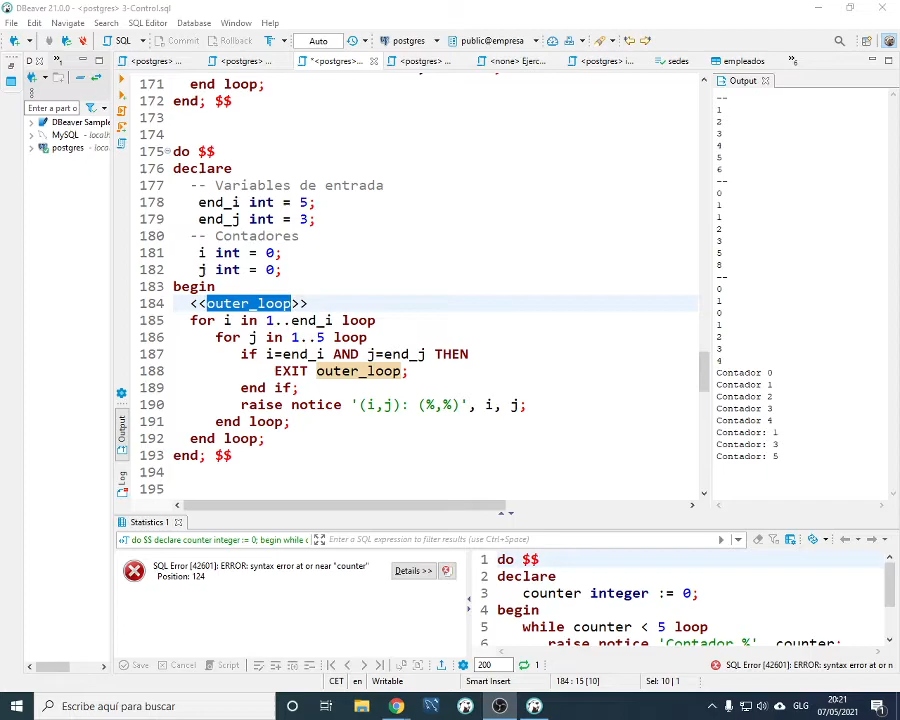 DBeaver 21.0.0 - <postgres> 3-Control.sql
File Edit Navigate Search SQL Editor Database Window Help
SQL Commit Rollback T Auto postgres public@empresa
D *<postgres> ... <postgres> ... *<postgres> ... <postgres> ... <none> Ejerc... <postgres> i... sedes empleados
Enter a part o
DBeaver Sample
MySQL - localh
postgres - loca
171 end loop;
172 end; $$
173
174
175 do $$
176 declare
177 -- Variables de entrada
178 end_i int = 5;
179 end_j int = 3;
180 -- Contadores
181 i int = 0;
182 j int = 0;
183 begin
184 <<outer_loop>>
185 for i in 1..end_i loop
186 for j in 1..5 loop
187 if i=end_i AND j=end_j THEN
188 EXIT outer_loop;
189 end if;
190 raise notice '(i,j): (%,%)', i, j;
191 end loop;
192 end loop;
193 end; $$
194
195
Output
Log
Output
--
1
2
3
4
5
6
--
0
1
1
2
3
5
8
--
0
1
0
1
2
3
4
Contador 0
Contador 1
Contador 2
Contador 3
Contador 4
Contador: 1
Contador: 3
Contador: 5
Statistics 1
do $$ declare counter integer := 0; begin while c Enter a SQL expression to filter results (use Ctrl+Space)
SQL Error [42601]: ERROR: syntax error at or near "counter"
Position: 124
Details >>
1 do $$
2 declare
3 counter integer := 0;
4 begin
5 while counter < 5 loop
6 raise notice 'Contador %', counter;
Save Cancel Script 200 1 SQL Error [42601]: ERROR: syntax error at or n
CET en Writable Smart Insert 184 : 15 [10] Sel: 10 | 1
Escribe aquí para buscar GLG 20:21
07/05/2021 1